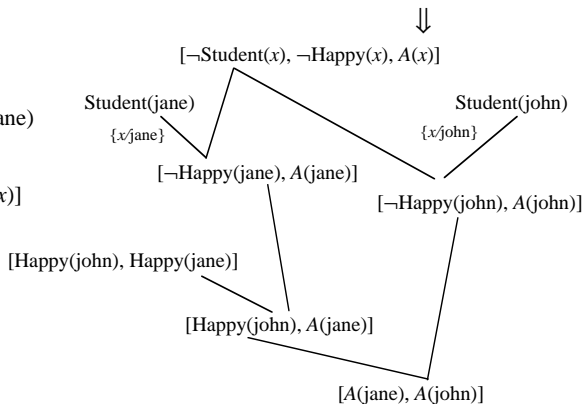 ⇓
[¬Student(x), ¬Happy(x), A(x)]
Student(jane)
Student(john)
ane)
{x/jane}
{x/john}
[¬Happy(jane), A(jane)]
x)]
[¬Happy(john), A(john)]
[Happy(john), Happy(jane)]
[Happy(john), A(jane)]
[A(jane), A(john)]